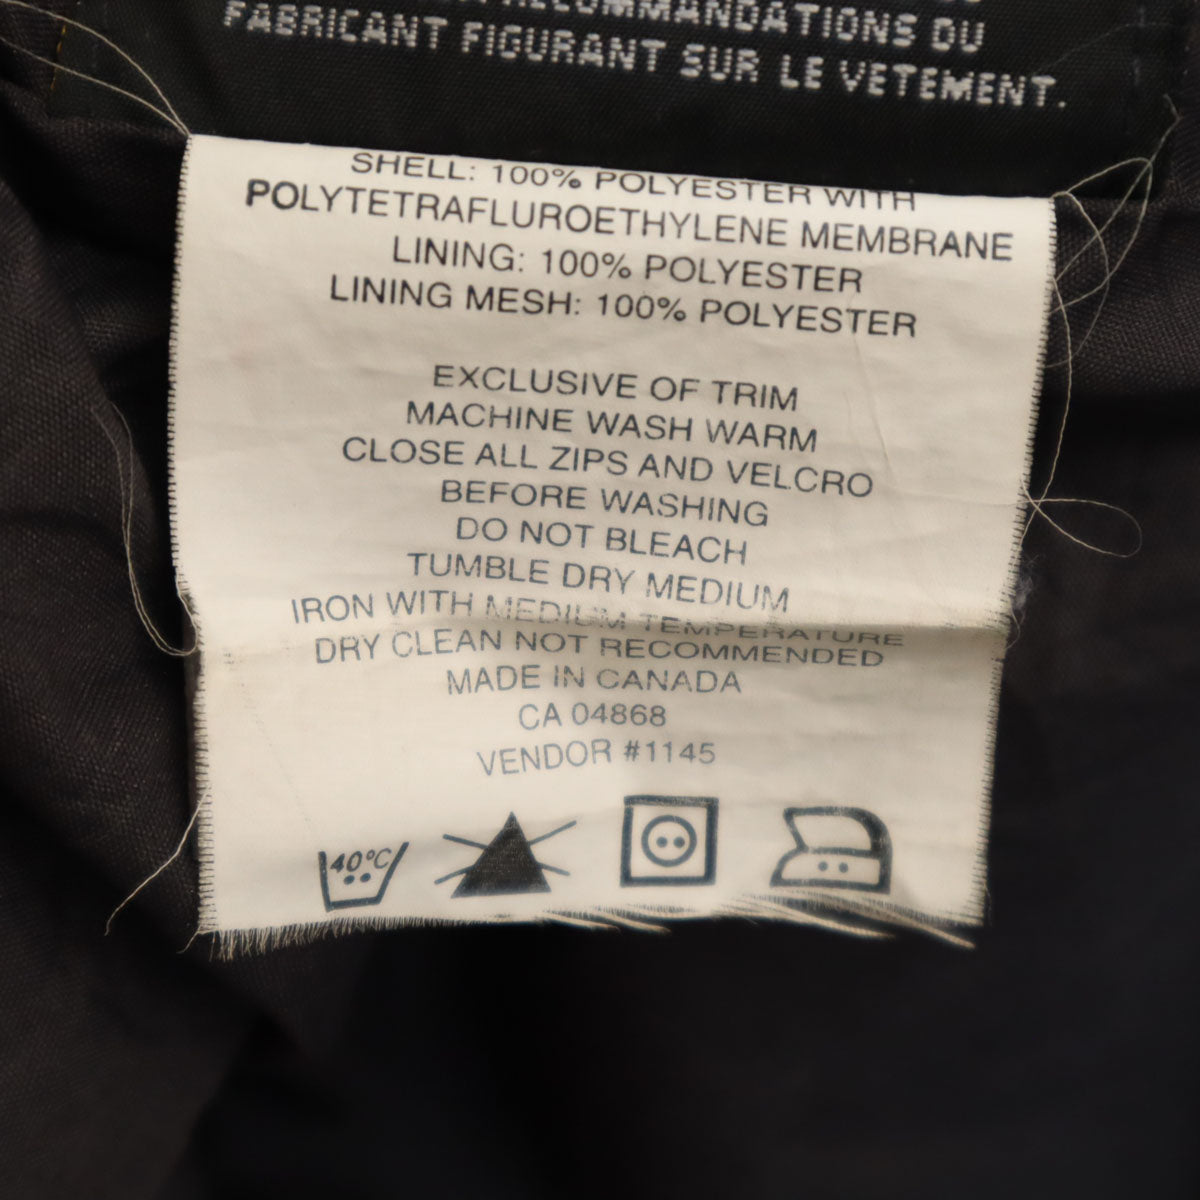 RECOMMANDATIONS DU
FABRICANT FIGURANT SUR LE VETEMENT.
SHELL: 100% POLYESTER WITH
POLYTETRAFLUROETHYLENE MEMBRANE
LINING: 100% POLYESTER
LINING MESH: 100% POLYESTER
EXCLUSIVE OF TRIM
MACHINE WASH WARM
CLOSE ALL ZIPS AND VELCRO
BEFORE WASHING
DO NOT BLEACH
TUMBLE DRY MEDIUM
IRON WITH MEDIUM TEMPERATURE
DRY CLEAN NOT RECOMMENDED
MADE IN CANADA
CA 04868
VENDOR #1145
40°C